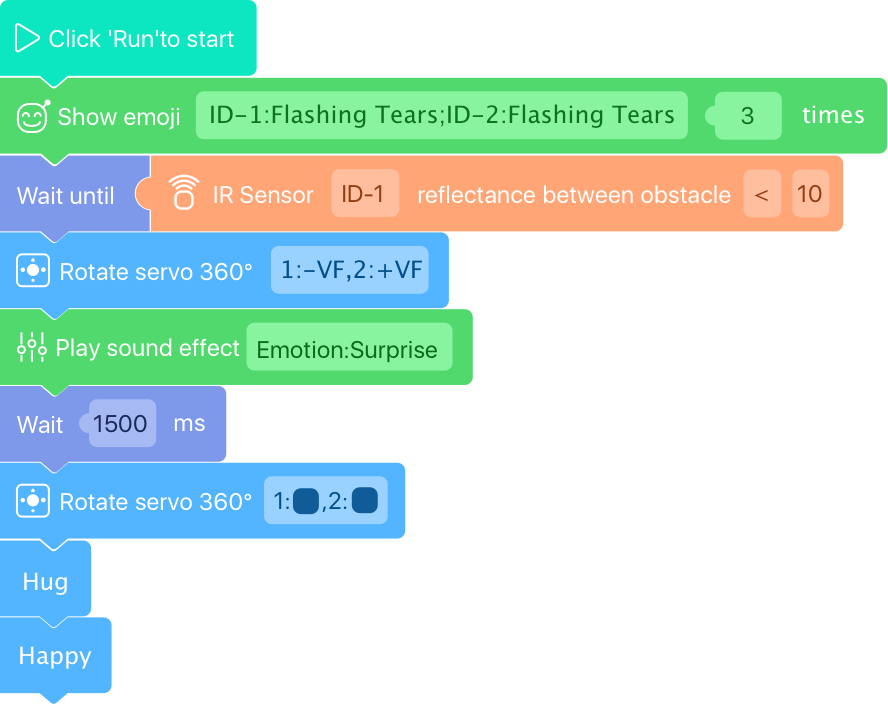 Click 'Run'to start
Show emoji ID-1:Flashing Tears;ID-2:Flashing Tears 3 times
Wait until IR Sensor ID-1 reflectance between obstacle < 10
Rotate servo 360° 1:-VF,2:+VF
Play sound effect Emotion:Surprise
Wait 1500 ms
Rotate servo 360° 1: ,2:
Hug
Happy